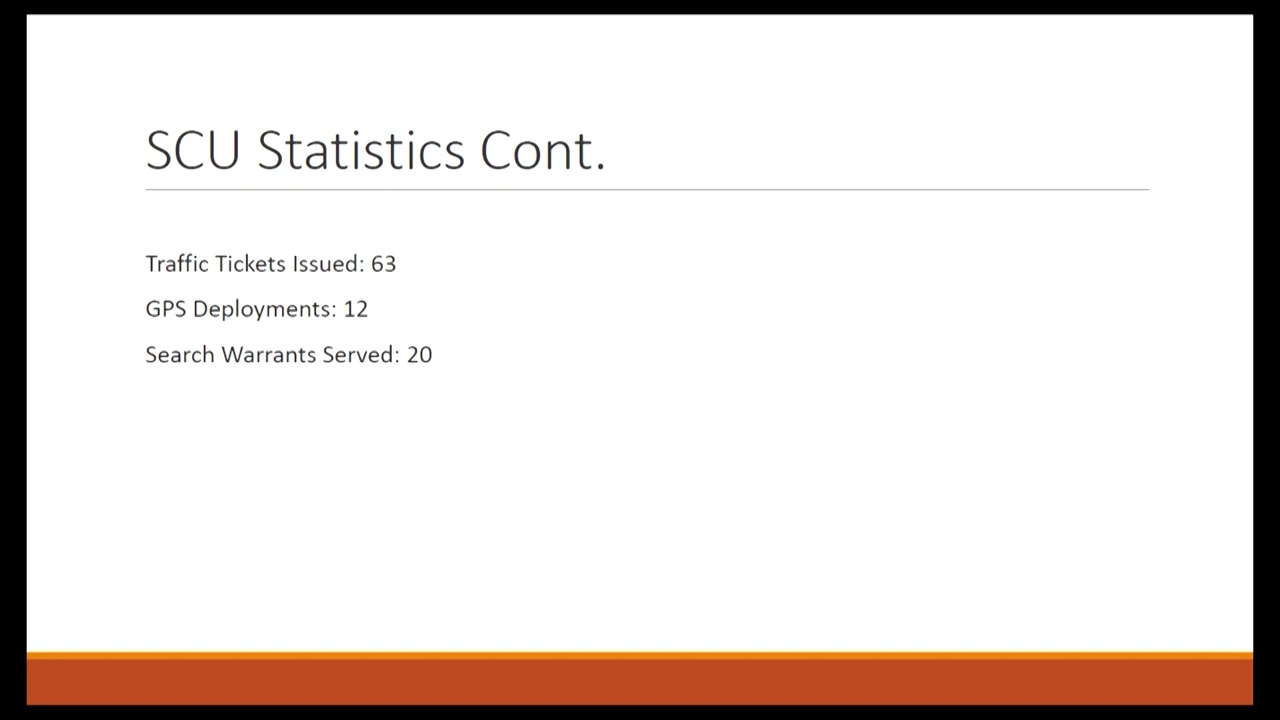 SCU Statistics Cont.
Traffic Tickets Issued: 63
GPS Deployments: 12
Search Warrants Served: 20